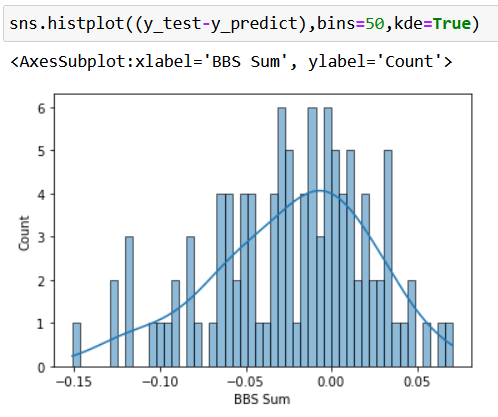 sns.histplot((y_test-y_predict),bins=50,kde=True)
<AxesSubplot:xlabel='BBS Sum', ylabel='Count'>
6
5
4
3
2
1
0
Count
−0.15 −0.10 −0.05 0.00 0.05
BBS Sum